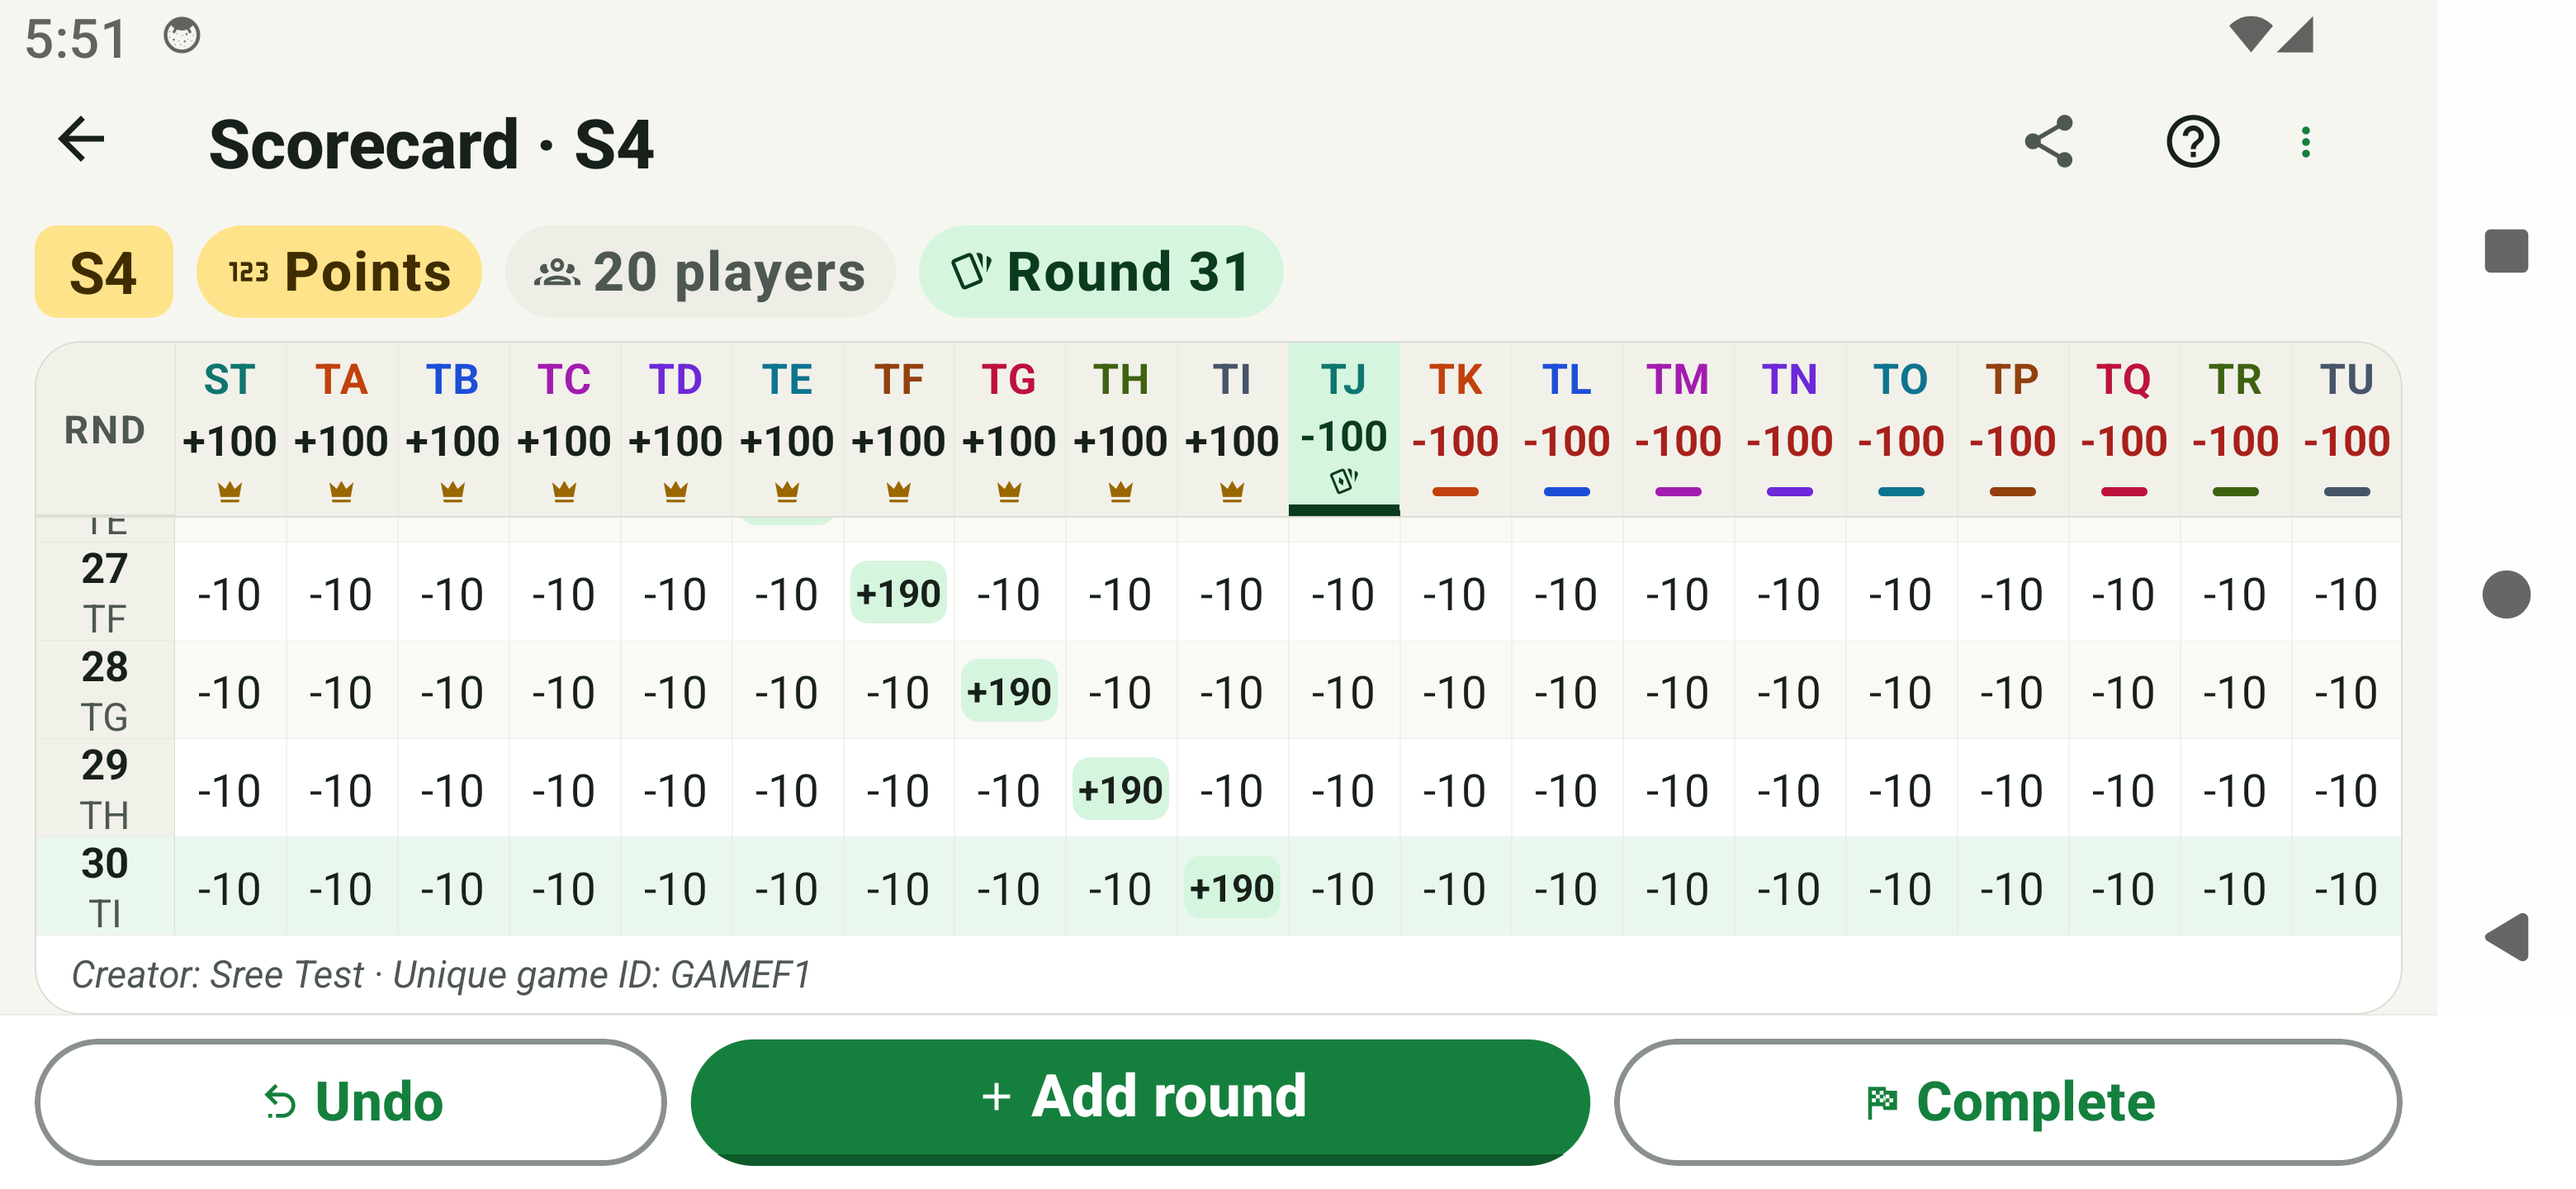 5:51
Scorecard · S4
S4 123 Points 20 players Round 31
RND ST TA TB TC TD TE TF TG TH TI TJ TK TL TM TN TO TP TQ TR TU
+100 +100 +100 +100 +100 +100 +100 +100 +100 +100 -100 -100 -100 -100 -100 -100 -100 -100 -100 -100
TE
27 TF -10 -10 -10 -10 -10 -10 +190 -10 -10 -10 -10 -10 -10 -10 -10 -10 -10 -10 -10 -10
28 TG -10 -10 -10 -10 -10 -10 -10 +190 -10 -10 -10 -10 -10 -10 -10 -10 -10 -10 -10 -10
29 TH -10 -10 -10 -10 -10 -10 -10 -10 +190 -10 -10 -10 -10 -10 -10 -10 -10 -10 -10 -10
30 TI -10 -10 -10 -10 -10 -10 -10 -10 -10 +190 -10 -10 -10 -10 -10 -10 -10 -10 -10 -10
Creator: Sree Test · Unique game ID: GAMEF1
Undo + Add round Complete